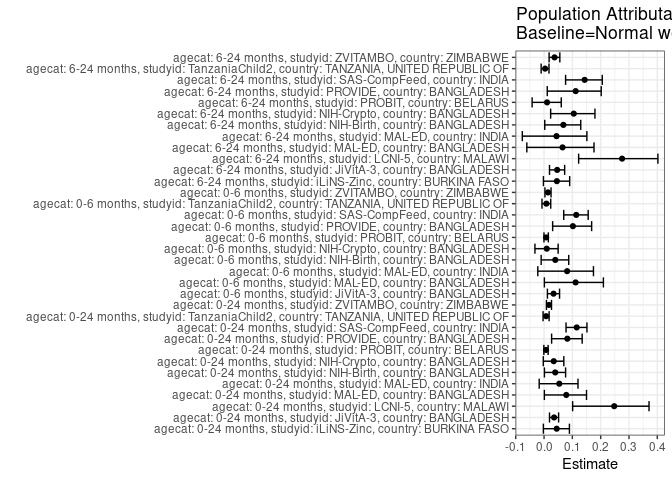 Population Attributa
Baseline=Normal w
agecat: 6-24 months, studyid: ZVITAMBO, country: ZIMBABWE
agecat: 6-24 months, studyid: TanzaniaChild2, country: TANZANIA, UNITED REPUBLIC OF
agecat: 6-24 months, studyid: SAS-CompFeed, country: INDIA
agecat: 6-24 months, studyid: PROVIDE, country: BANGLADESH
agecat: 6-24 months, studyid: PROBIT, country: BELARUS
agecat: 6-24 months, studyid: NIH-Crypto, country: BANGLADESH
agecat: 6-24 months, studyid: NIH-Birth, country: BANGLADESH
agecat: 6-24 months, studyid: MAL-ED, country: INDIA
agecat: 6-24 months, studyid: MAL-ED, country: BANGLADESH
agecat: 6-24 months, studyid: LCNI-5, country: MALAWI
agecat: 6-24 months, studyid: JiVitA-3, country: BANGLADESH
agecat: 6-24 months, studyid: iLiNS-Zinc, country: BURKINA FASO
agecat: 0-6 months, studyid: ZVITAMBO, country: ZIMBABWE
agecat: 0-6 months, studyid: TanzaniaChild2, country: TANZANIA, UNITED REPUBLIC OF
agecat: 0-6 months, studyid: SAS-CompFeed, country: INDIA
agecat: 0-6 months, studyid: PROVIDE, country: BANGLADESH
agecat: 0-6 months, studyid: PROBIT, country: BELARUS
agecat: 0-6 months, studyid: NIH-Crypto, country: BANGLADESH
agecat: 0-6 months, studyid: NIH-Birth, country: BANGLADESH
agecat: 0-6 months, studyid: MAL-ED, country: INDIA
agecat: 0-6 months, studyid: MAL-ED, country: BANGLADESH
agecat: 0-6 months, studyid: JiVitA-3, country: BANGLADESH
agecat: 0-24 months, studyid: ZVITAMBO, country: ZIMBABWE
agecat: 0-24 months, studyid: TanzaniaChild2, country: TANZANIA, UNITED REPUBLIC OF
agecat: 0-24 months, studyid: SAS-CompFeed, country: INDIA
agecat: 0-24 months, studyid: PROVIDE, country: BANGLADESH
agecat: 0-24 months, studyid: PROBIT, country: BELARUS
agecat: 0-24 months, studyid: NIH-Crypto, country: BANGLADESH
agecat: 0-24 months, studyid: NIH-Birth, country: BANGLADESH
agecat: 0-24 months, studyid: MAL-ED, country: INDIA
agecat: 0-24 months, studyid: MAL-ED, country: BANGLADESH
agecat: 0-24 months, studyid: LCNI-5, country: MALAWI
agecat: 0-24 months, studyid: JiVitA-3, country: BANGLADESH
agecat: 0-24 months, studyid: iLiNS-Zinc, country: BURKINA FASO
-0.1 0.0 0.1 0.2 0.3 0.4
Estimate